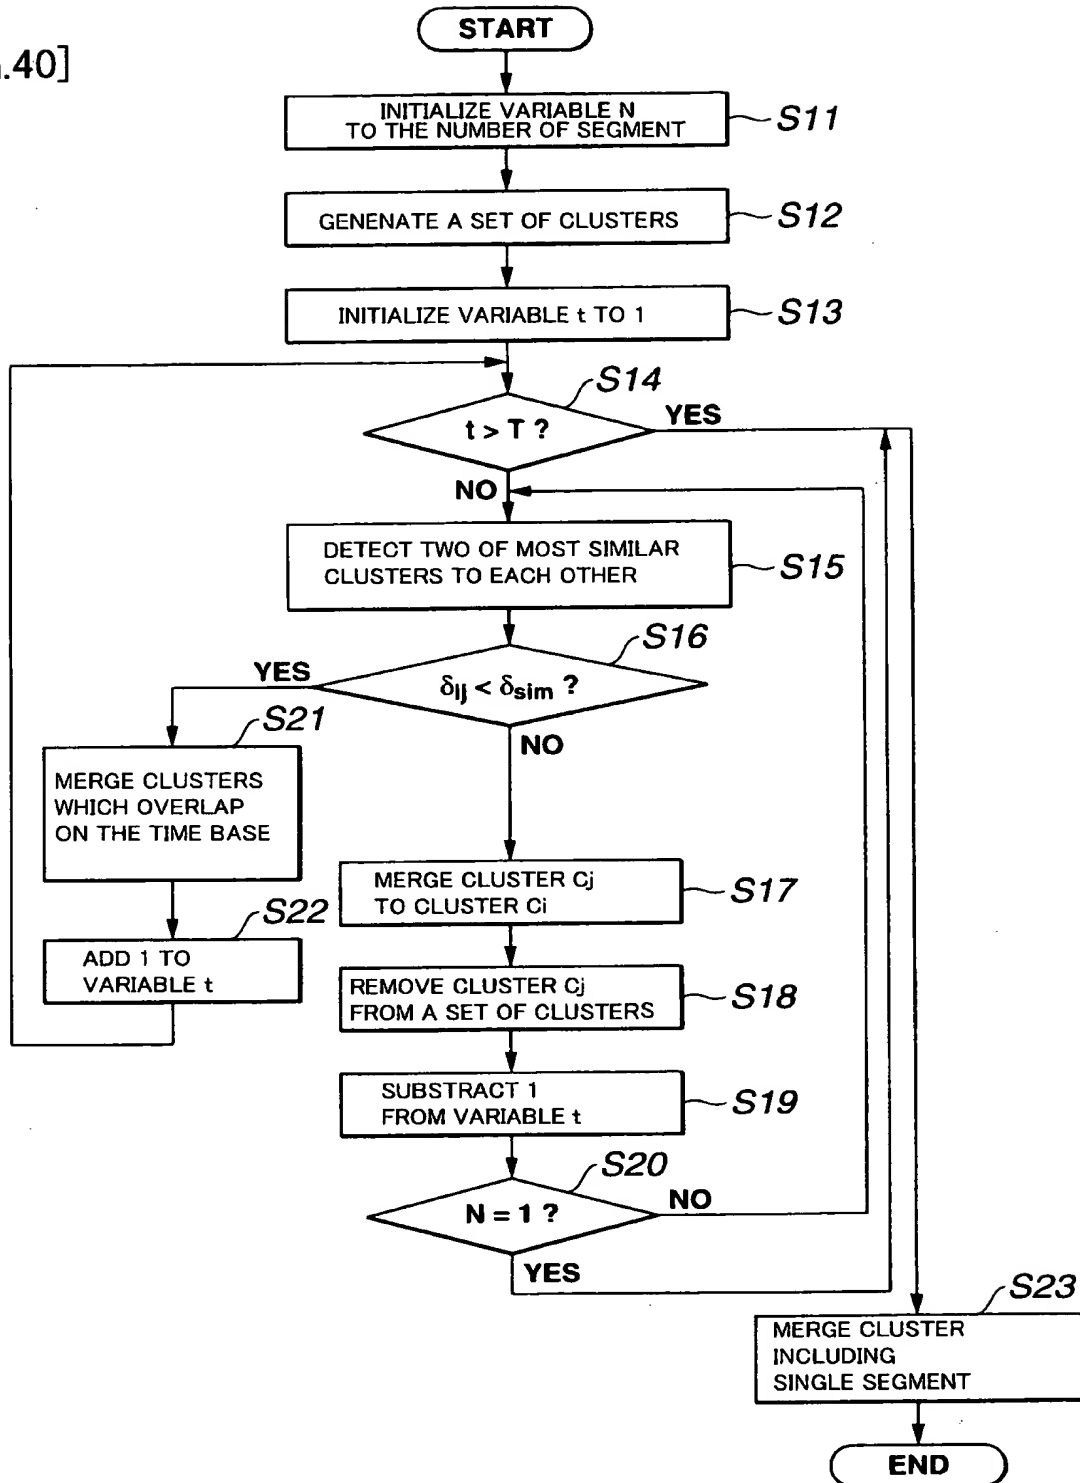 .40]
START
INITIALIZE VARIABLE N
TO THE NUMBER OF SEGMENT
S11
GENENATE A SET OF CLUSTERS
S12
INITIALIZE VARIABLE t TO 1
S13
S14
t > T ?
YES
NO
DETECT TWO OF MOST SIMILAR
CLUSTERS TO EACH OTHER
S15
S16
YES
δij < δsim ?
NO
S21
MERGE CLUSTERS
WHICH OVERLAP
ON THE TIME BASE
MERGE CLUSTER Cj
TO CLUSTER Ci
S17
S22
ADD 1 TO
VARIABLE t
REMOVE CLUSTER Cj
FROM A SET OF CLUSTERS
S18
SUBSTRACT 1
FROM VARIABLE t
S19
S20
N = 1 ?
NO
YES
S23
MERGE CLUSTER
INCLUDING
SINGLE SEGMENT
END